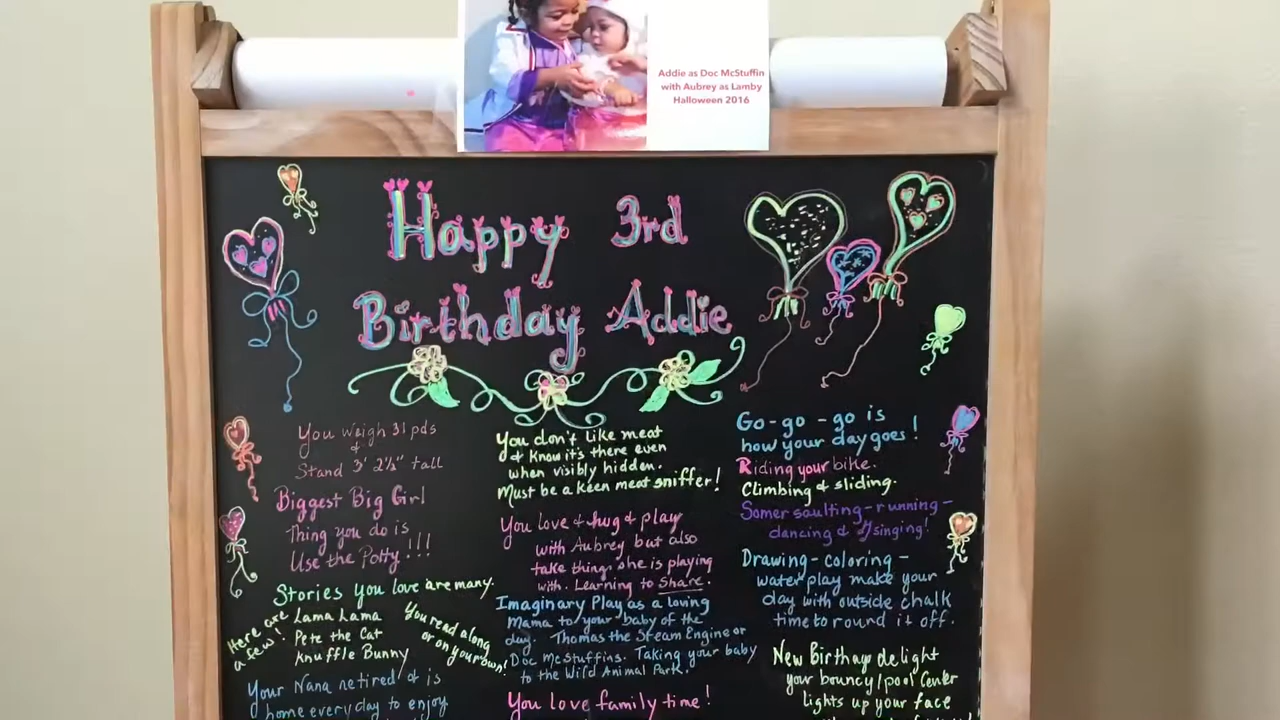 Addie as Doc McStuffin
with Aubrey as Lamby
Halloween 2016
Happy 3rd
Birthday Addie
You weigh 31 pds
&
Stand 3' 2½" tall
Biggest Big Girl
Thing you do is
Use the Potty!!!
Stories you love are many.
Here are
a few!
Lama Lama
Pete the Cat
Knuffle Bunny
You read along
or on your own!
Your Nana retired & is
home everyday to enjoy
You don't like meat
& know it's there even
when visibly hidden.
Must be a keen meat sniffer!
You love & hug & play
with Aubrey but also
take things she is playing
with. Learning to Share.
Imaginary Play as a loving
Mama to your baby of the
day. Thomas the Steam Engine or
Doc McStuffins. Taking your baby
to the Wild Animal Park.
You love family time!
Go-go-go is
how your day goes!
Riding your bike.
Climbing & sliding.
Somer saulting-running-
dancing & singing!
Drawing-coloring-
water play make your
day with outside chalk
time to round it off.
New Birthay delight
your bouncy/pool Center
lights up your face